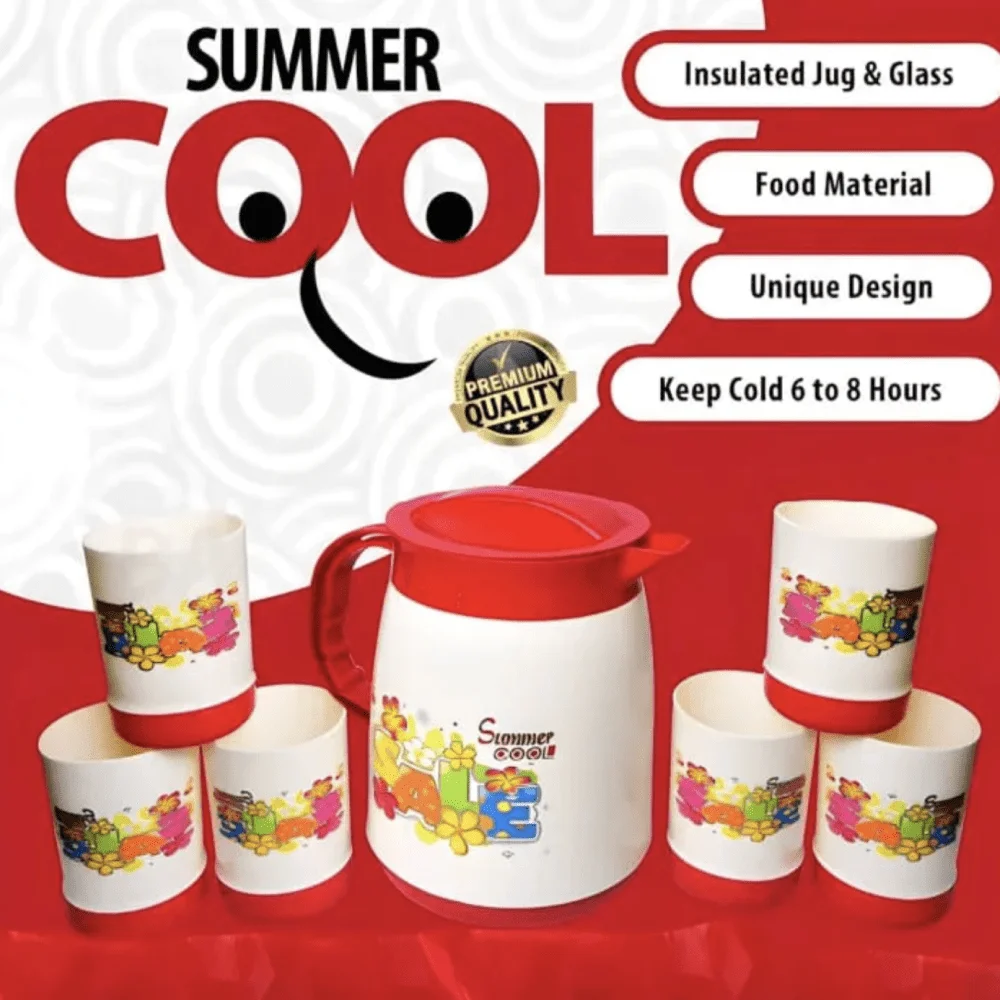 SUMMER
COOL
Insulated Jug & Glass
Food Material
Unique Design
Keep Cold 6 to 8 Hours
PREMIUM
QUALITY
Summer
COOL
SALE